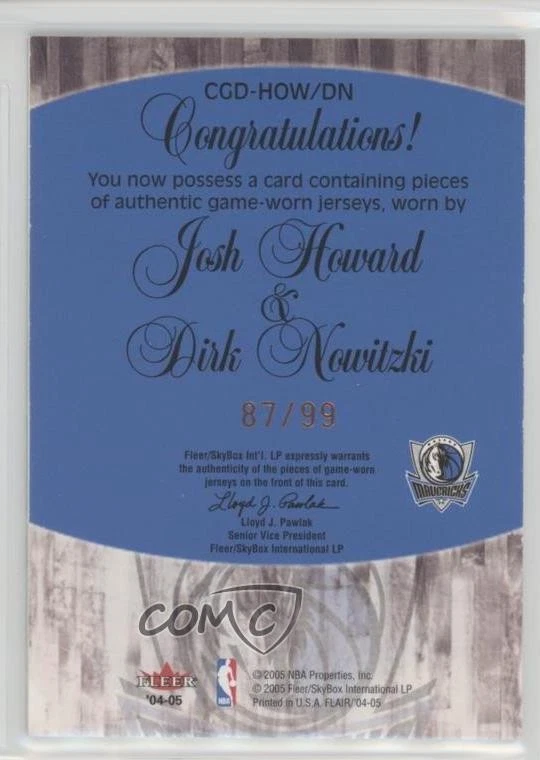 CGD-HOW/DN
Congratulations!
You now possess a card containing pieces
of authentic game-worn jerseys, worn by
Josh Howard
&
Dirk Nowitzki
87/99
Fleer/SkyBox Int'l. LP expressly warrants
the authenticity of the pieces of game-worn
jerseys on the front of this card.
Lloyd J. Pawlak
Lloyd J. Pawlak
Senior Vice President
Fleer/SkyBox International LP
MAVERICKS
COMC
FLEER
'04-05
NBA
©2005 NBA Properties, Inc.
© 2005 Fleer/SkyBox International LP
Printed in U.S.A. FLAIR/'04-05